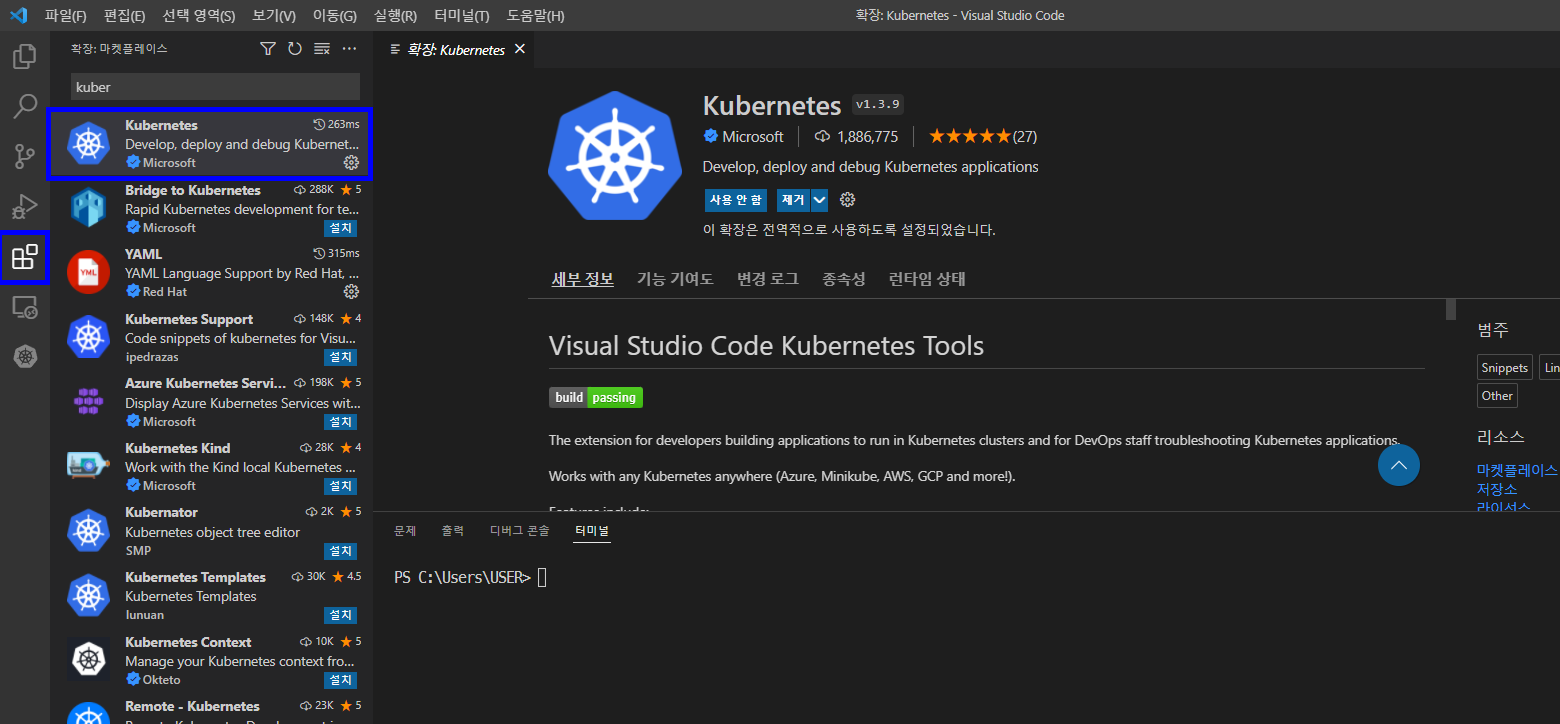 파일(F) 편집(E) 선택 영역(S) 보기(V) 이동(G) 실행(R) 터미널(T) 도움말(H)
확장: Kubernetes - Visual Studio Code
확장: 마켓플레이스
kuber
Kubernetes 263ms
Develop, deploy and debug Kubernet...
Microsoft
Bridge to Kubernetes 288K 5
Rapid Kubernetes development for te...
Microsoft 설치
YAML 315ms
YML
YAML Language Support by Red Hat, ...
Red Hat
Kubernetes Support 148K 4
Code snippets of kubernetes for Visu...
ipedrazas 설치
Azure Kubernetes Servi... 198K 5
Display Azure Kubernetes Services wit...
Microsoft 설치
Kubernetes Kind 28K 4
Work with the Kind local Kubernetes ...
Microsoft 설치
Kubernator 2K 5
Kubernetes object tree editor
SMP 설치
Kubernetes Templates 30K 4.5
Kubernetes Templates
lunuan 설치
Kubernetes Context 10K 5
Manage your Kubernetes context fro...
Okteto 설치
Remote - Kubernetes 23K 5
확장: Kubernetes
Kubernetes v1.3.9
Microsoft 1,886,775 (27)
Develop, deploy and debug Kubernetes applications
사용 안 함 제거
이 확장은 전역적으로 사용하도록 설정되었습니다.
세부 정보 기능 기여도 변경 로그 종속성 런타임 상태
Visual Studio Code Kubernetes Tools
build passing
The extension for developers building applications to run in Kubernetes clusters and for DevOps staff troubleshooting Kubernetes applications.
Works with any Kubernetes anywhere (Azure, Minikube, AWS, GCP and more!).
Features include:
범주
Snippets Lin
Other
리소스
마켓플레이스
저장소
라이선스
문제 출력 디버그 콘솔 터미널
PS C:\Users\USER>